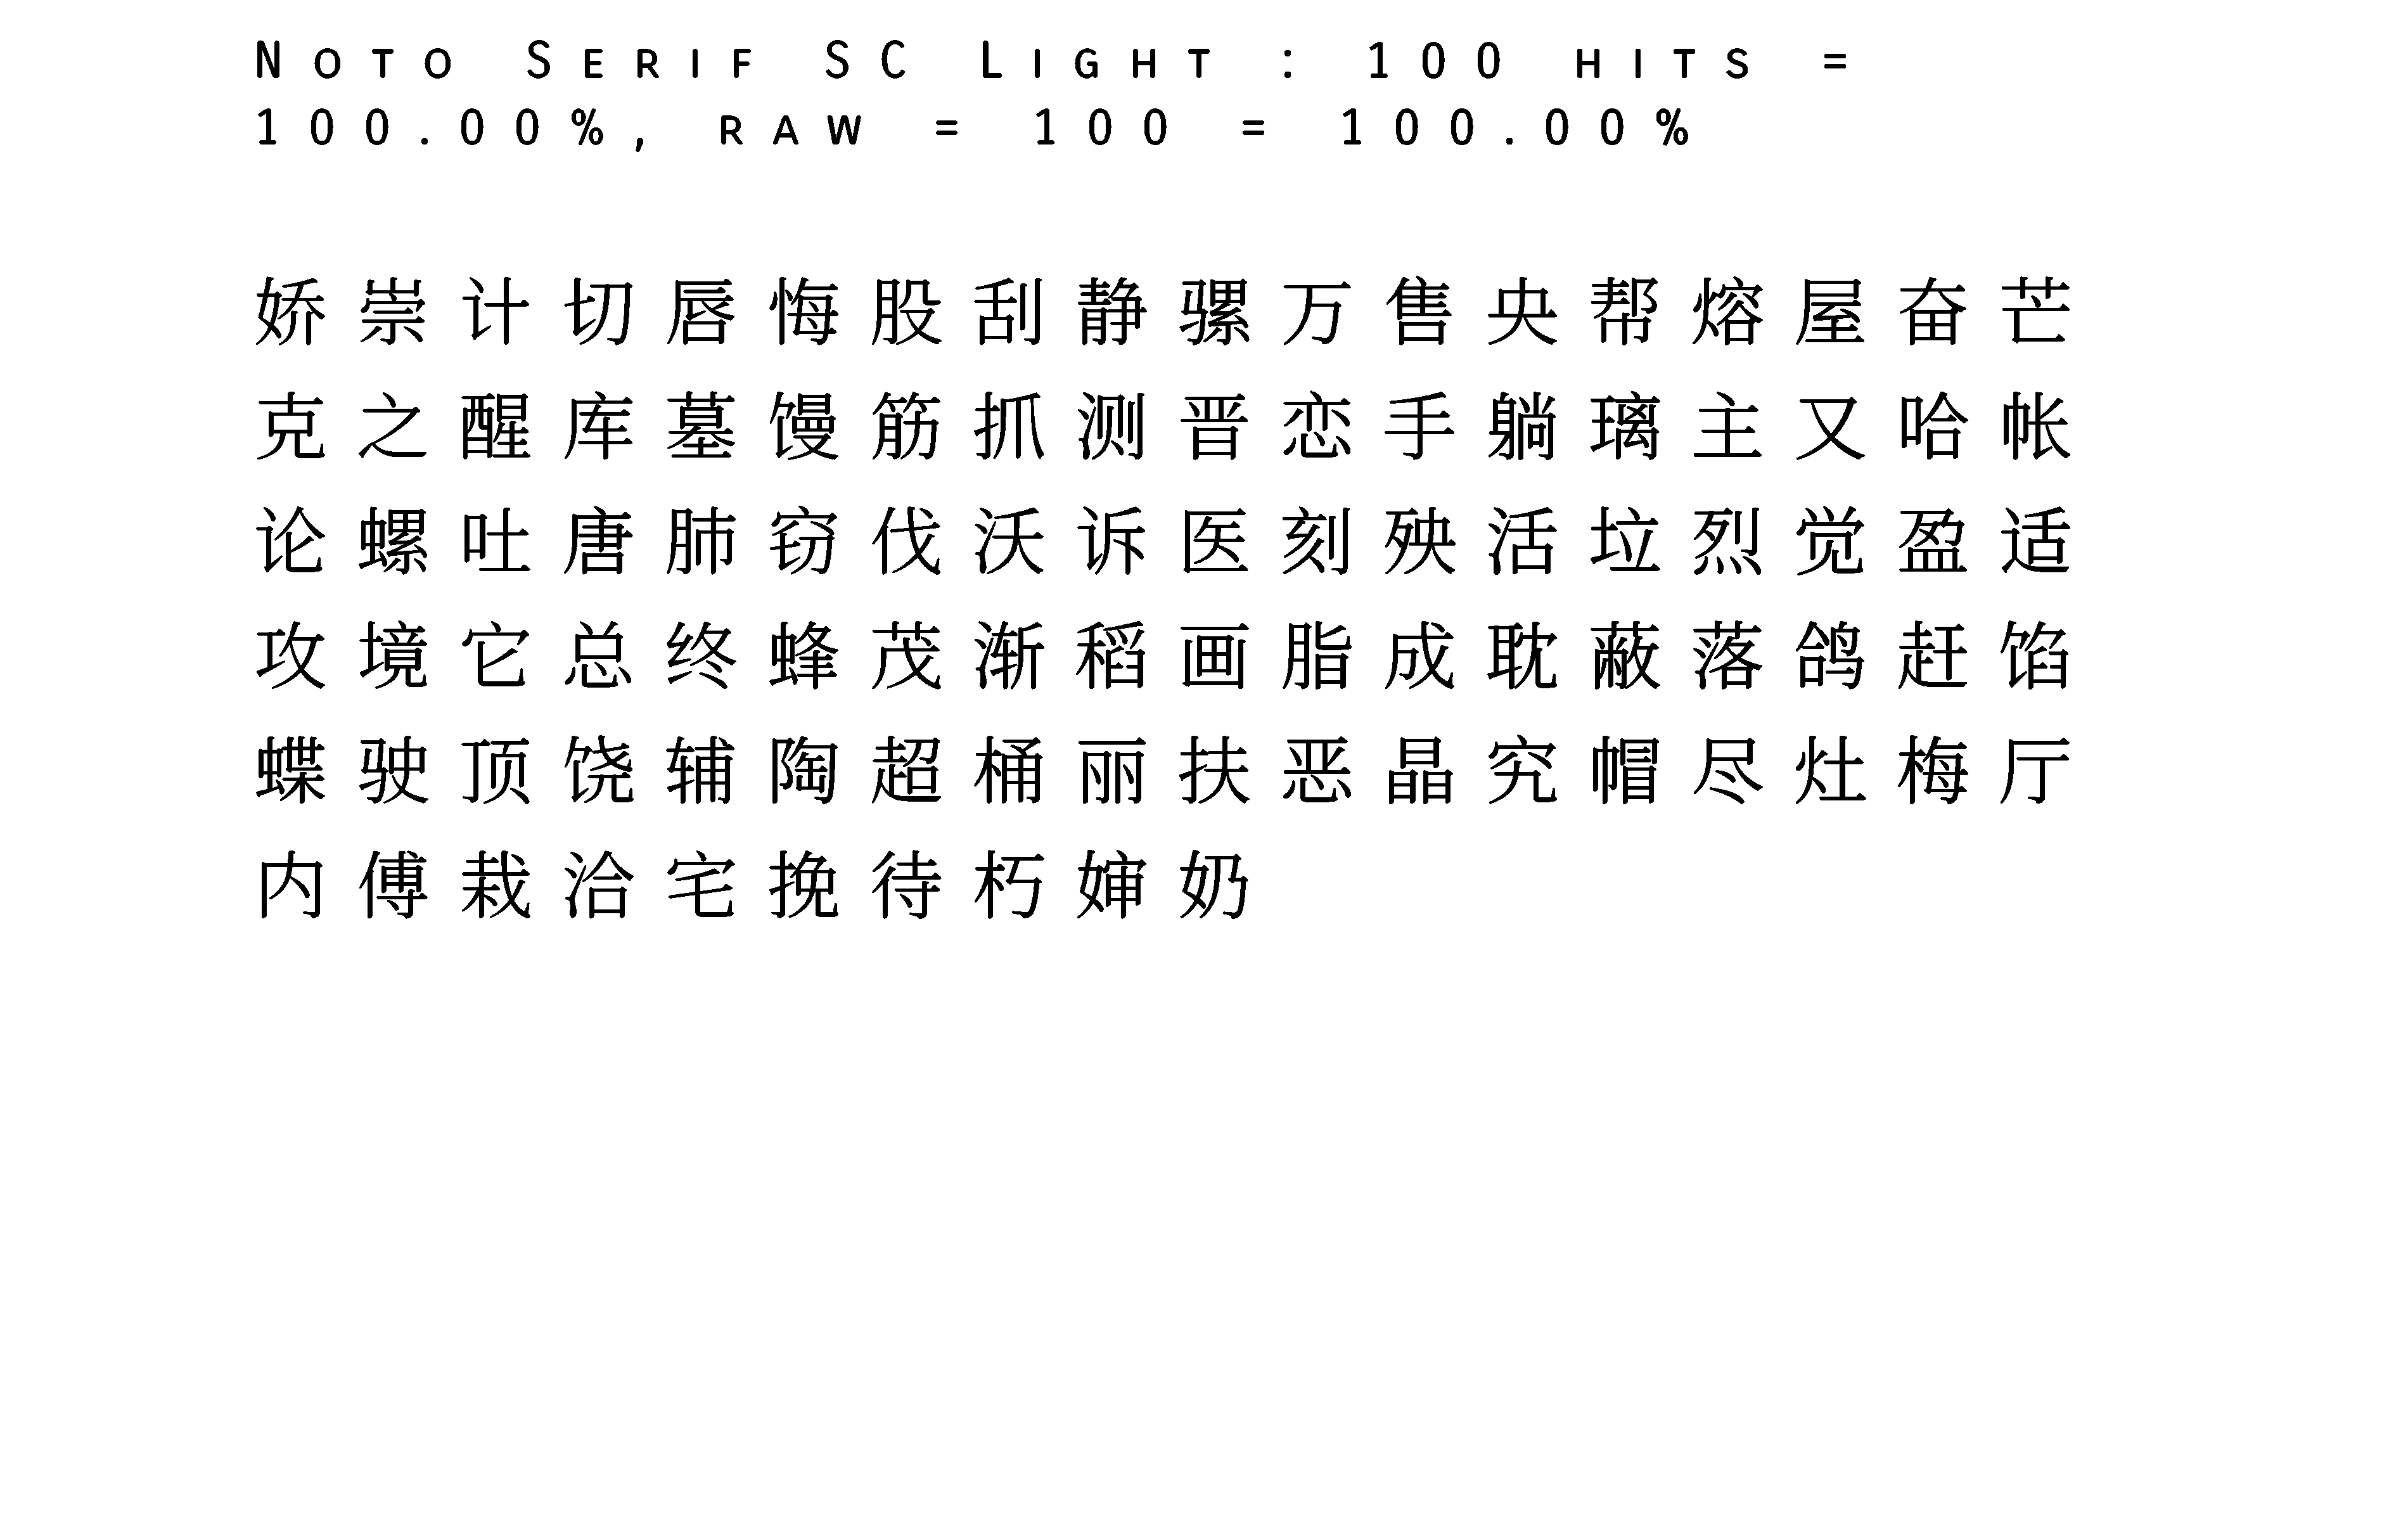 Noto Serif SC Light : 100 hits =
100.00%, raw = 100 = 100.00%
娇崇计切唇悔股刮静骡万售央帮熔屋奋芒
克之醒库墓馒筋抓测晋恋手躺璃主又哈帐
论螺吐唐肺窃伐沃诉医刻殃活垃烈觉盈适
攻境它总终蜂茂渐稻画脂成耽蔽落鸽赶馅
蝶驶顶饶辅陶超桶丽扶恶晶究帽尽灶梅厅
内傅栽洽宅挽待朽婶奶